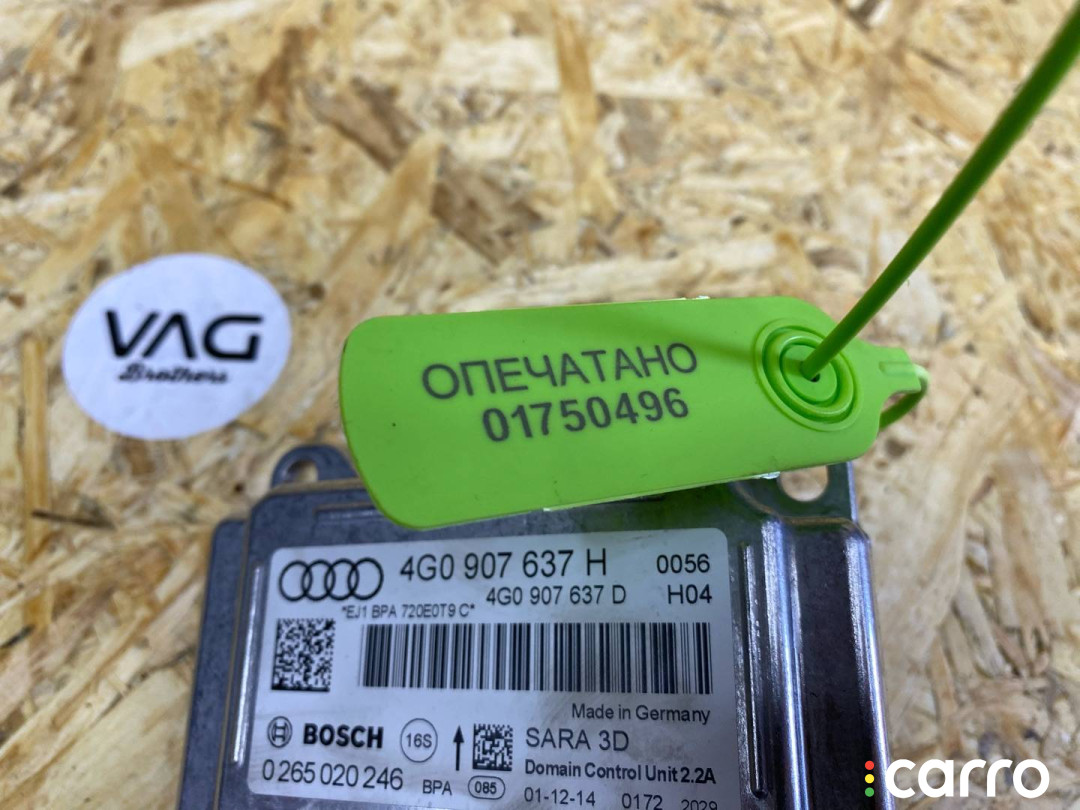 VAG
Brothers
ОПЕЧАТАНО
01750496
4G0 907 637 H 0056
4G0 907 637 D H04
*EJ1 BPA 720E0T9 C*
Made in Germany
BOSCH 16S SARA 3D
Domain Control Unit 2.2A
0 265 020 246 BPA 085
01-12-14 0172 2029
carro